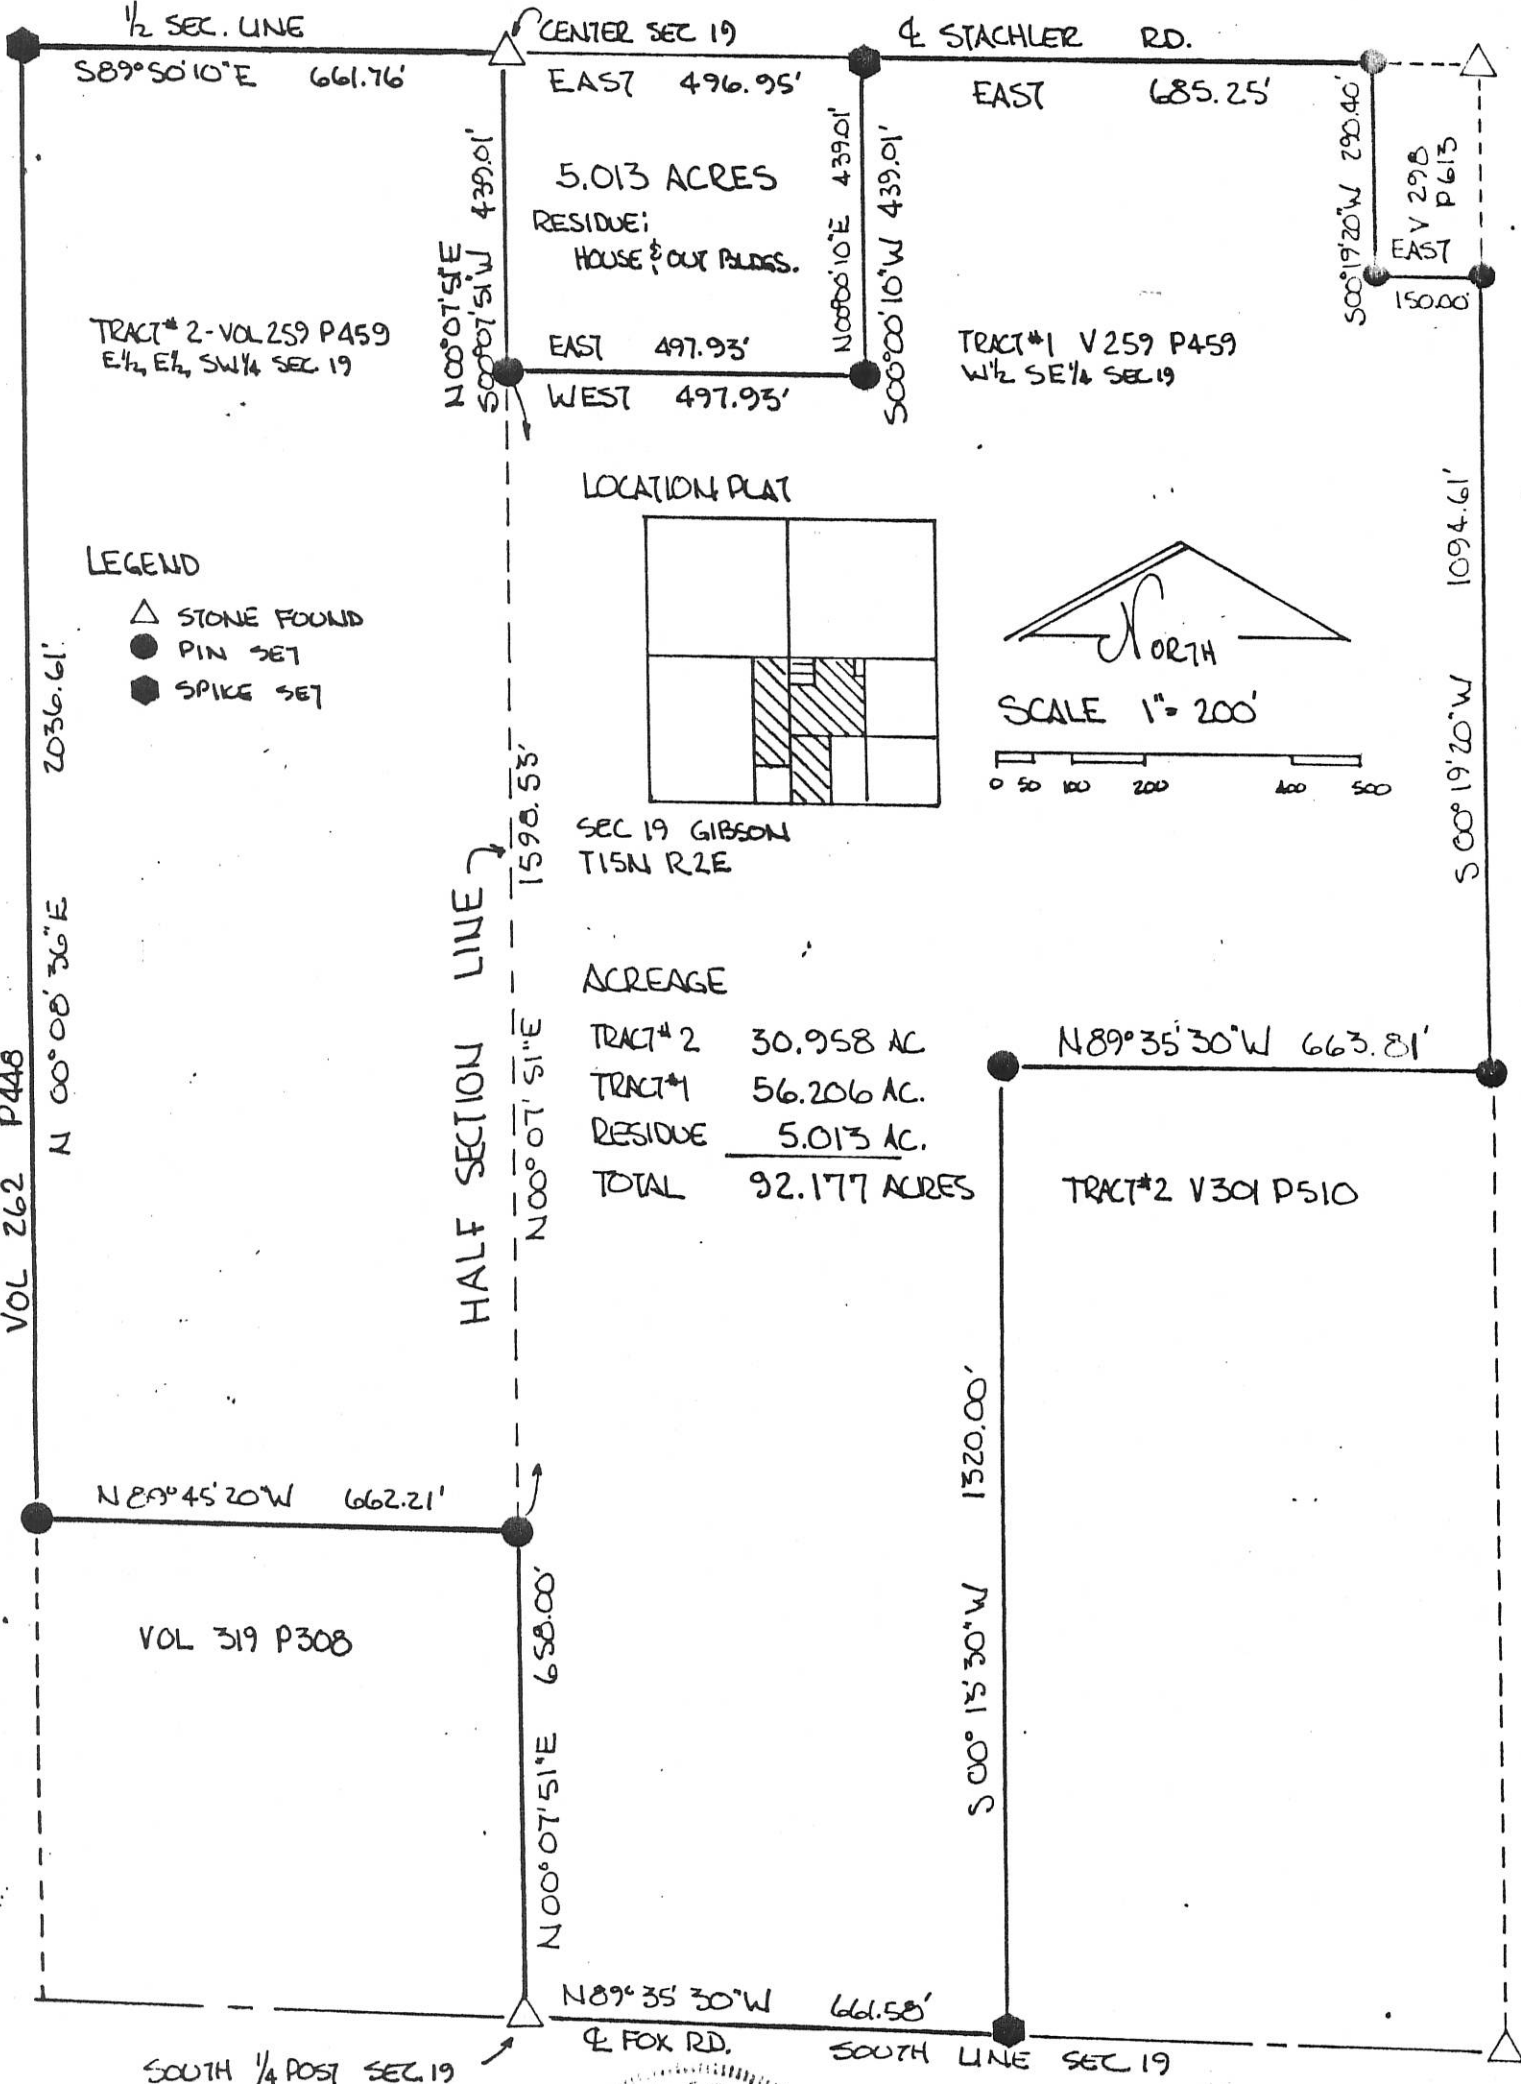 1/2 SEC. LINE
CENTER SEC 19
℄ STACHLER RD.
S89°50'10"E 661.76'
EAST 496.95'
EAST 685.25'
439.01'
N00°07'51"E
S00°07'51"W
5.013 ACRES
RESIDUE:
HOUSE & OUT BLDGS.
N00°00'10"E 439.01'
S00°00'10"W 439.01'
S00°19'20"W 290.40'
V 298
P613
EAST
150.00'
TRACT# 2 - VOL 259 P459
E1/2, E1/2, SW1/4 SEC. 19
EAST 497.93'
WEST 497.93'
TRACT#1 V259 P459
W1/2 SE1/4 SEC 19
LOCATION PLAT
LEGEND
STONE FOUND
PIN SET
SPIKE SET
NORTH
SCALE 1"= 200'
0 50 100 200 400 500
SEC 19 GIBSON
T15N R2E
2036.61'
N 00°08'36"E
VOL 262 P448
1598.53'
HALF SECTION LINE
N00°07'51"E
1094.61'
S 00°19'20"W
ACREAGE
TRACT# 2 30.958 AC.
TRACT#1 56.206 AC.
RESIDUE 5.013 AC.
TOTAL 92.177 ACRES
N89°35'30"W 663.81'
TRACT#2 V301 P510
1320.00'
S 00°13'30"W
N89°45'20"W 662.21'
VOL 319 P308
658.00'
N00°07'51"E
N89°35'30"W 661.58'
℄ FOX RD.
SOUTH LINE SEC 19
SOUTH 1/4 POST SEC. 19